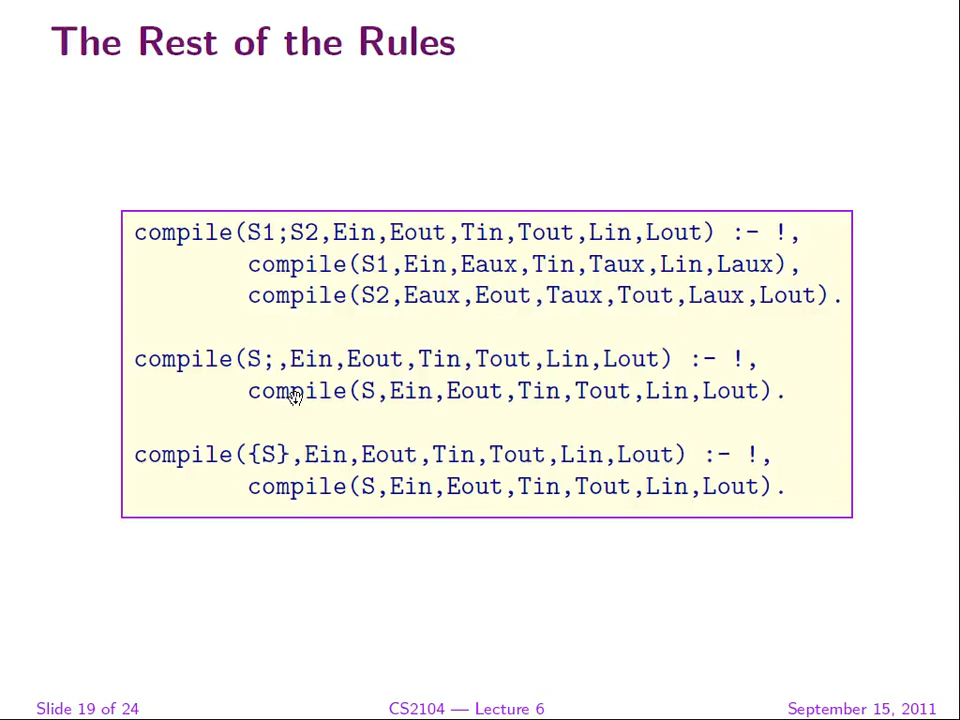 The Rest of the Rules
compile(S1;S2,Ein,Eout,Tin,Tout,Lin,Lout) :- !,
compile(S1,Ein,Eaux,Tin,Taux,Lin,Laux),
compile(S2,Eaux,Eout,Taux,Tout,Laux,Lout).
compile(S;,Ein,Eout,Tin,Tout,Lin,Lout) :- !,
compile(S,Ein,Eout,Tin,Tout,Lin,Lout).
compile({S},Ein,Eout,Tin,Tout,Lin,Lout) :- !,
compile(S,Ein,Eout,Tin,Tout,Lin,Lout).
Slide 19 of 24 CS2104 — Lecture 6 September 15, 2011